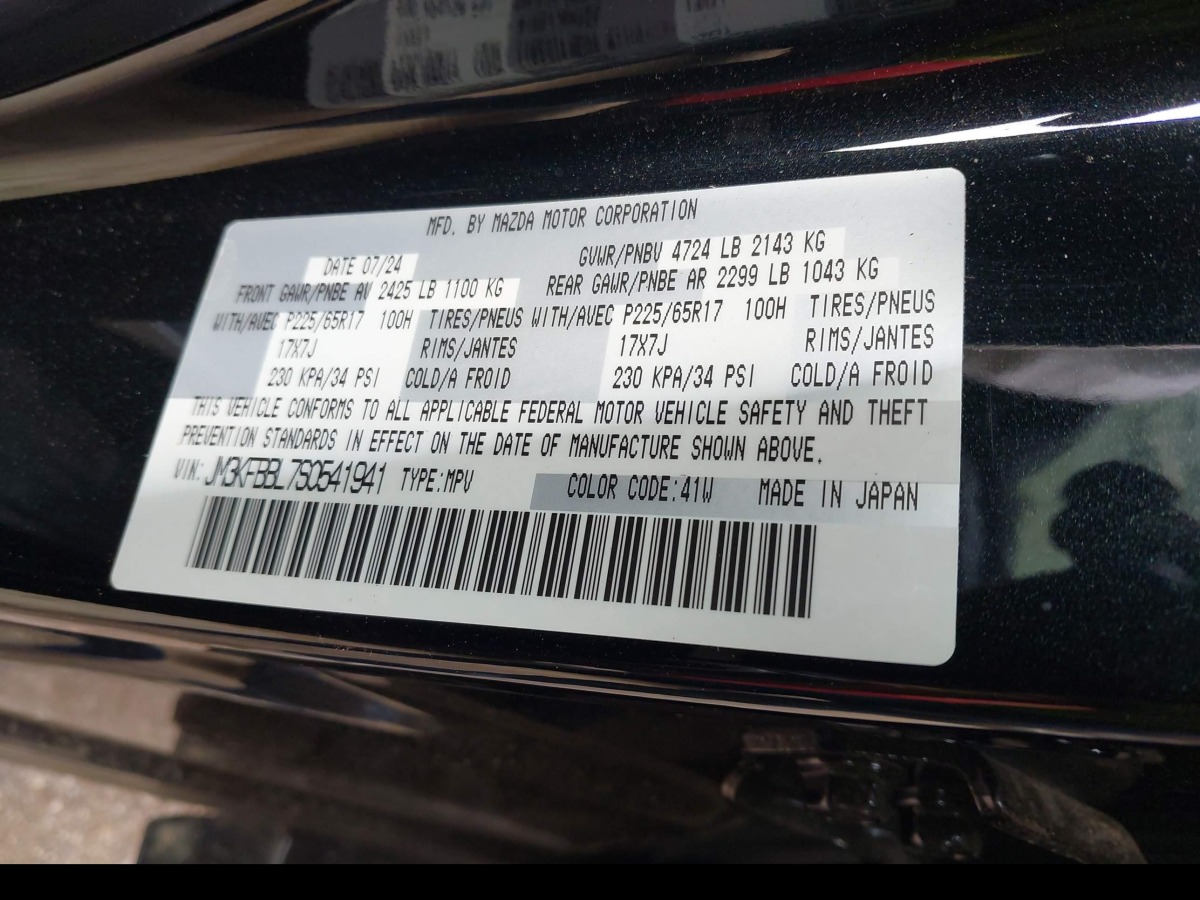 MFD. BY MAZDA MOTOR CORPORATION
DATE 07/24 GVWR/PNBV 4724 LB 2143 KG
FRONT GAWR/PNBE AV 2425 LB 1100 KG REAR GAWR/PNBE AR 2299 LB 1043 KG
WITH/AVEC P225/65R17 100H TIRES/PNEUS WITH/AVEC P225/65R17 100H TIRES/PNEUS
17X7J RIMS/JANTES 17X7J RIMS/JANTES
230 KPA/34 PSI COLD/A FROID 230 KPA/34 PSI COLD/A FROID
THIS VEHICLE CONFORMS TO ALL APPLICABLE FEDERAL MOTOR VEHICLE SAFETY AND THEFT
PREVENTION STANDARDS IN EFFECT ON THE DATE OF MANUFACTURE SHOWN ABOVE.
VIN: JM3KFBBL7S0541941 TYPE:MPV COLOR CODE:41W MADE IN JAPAN